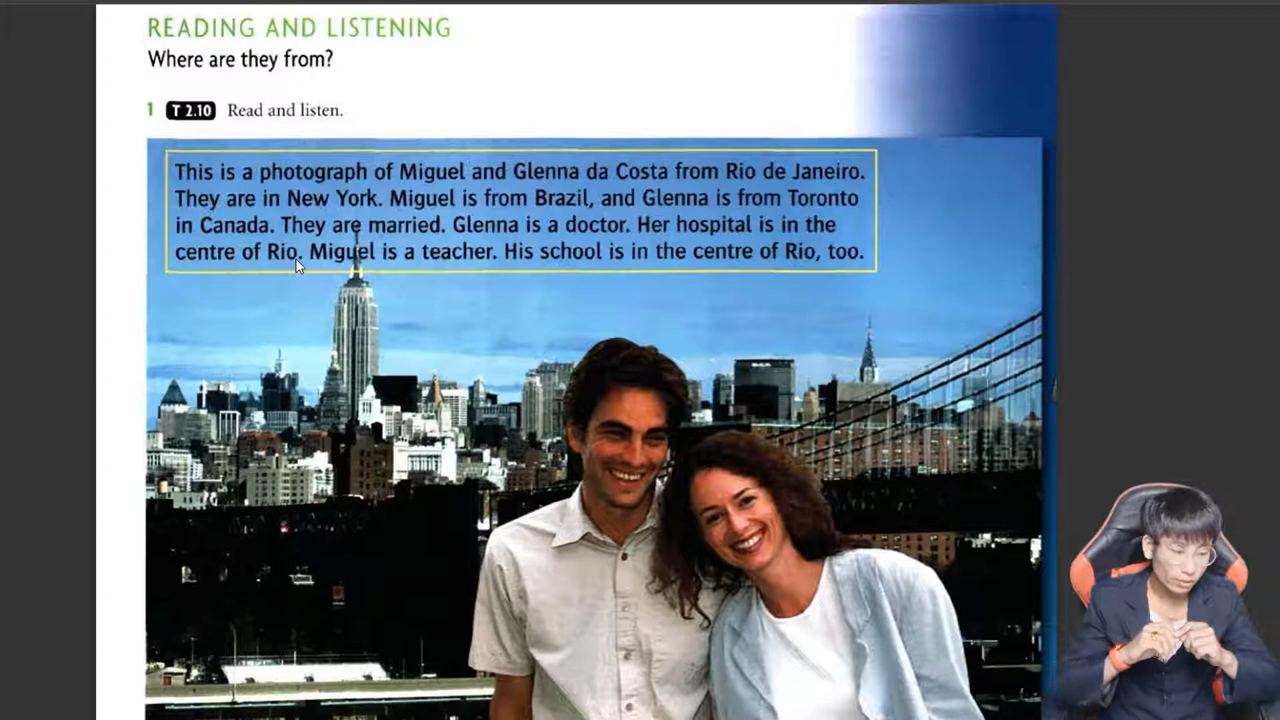 READING AND LISTENING
Where are they from?
1 T 2.10 Read and listen.
This is a photograph of Miguel and Glenna da Costa from Rio de Janeiro.
They are in New York. Miguel is from Brazil, and Glenna is from Toronto
in Canada. They are married. Glenna is a doctor. Her hospital is in the
centre of Rio. Miguel is a teacher. His school is in the centre of Rio, too.